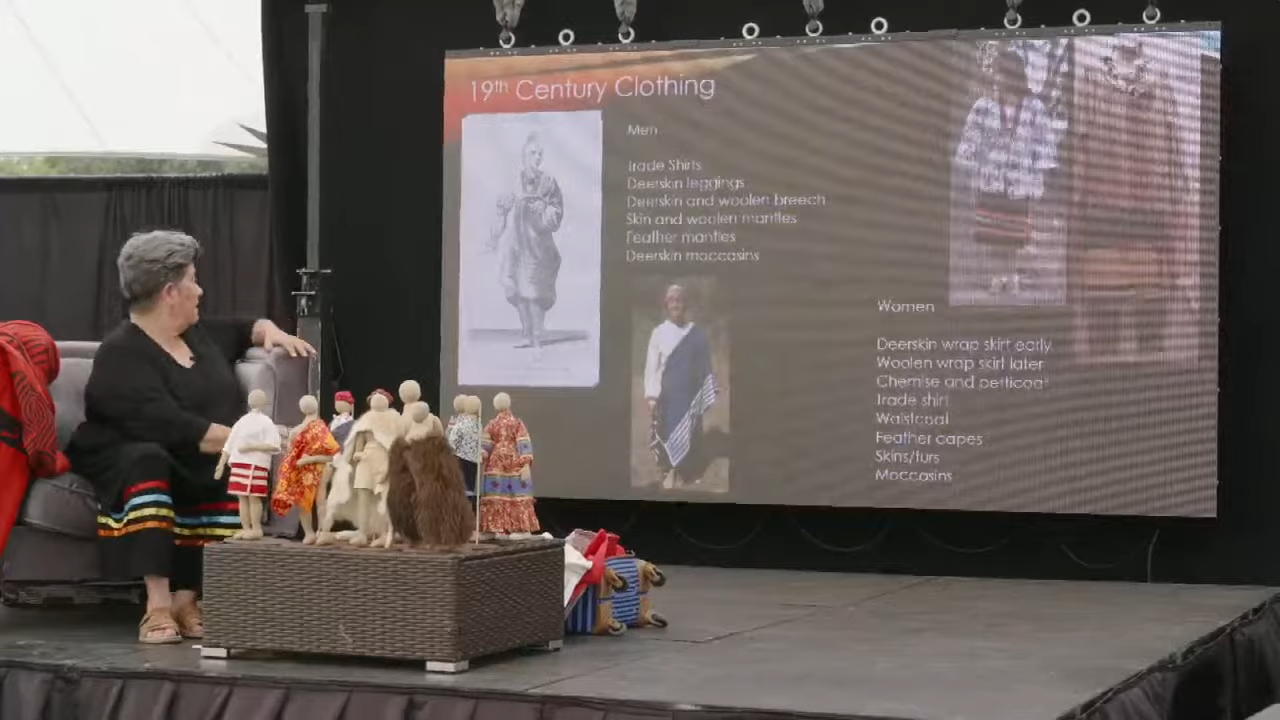 19th Century Clothing
Men
Trade Shirts
Deerskin leggings
Deerskin and woolen breech
Skin and woolen mantles
Feather mantles
Deerskin moccasins
Women
Deerskin wrap skirt early
Woolen wrap skirt later
Chemise and petticoat
Trade shirt
Waistcoat
Feather capes
Skins/furs
Moccasins